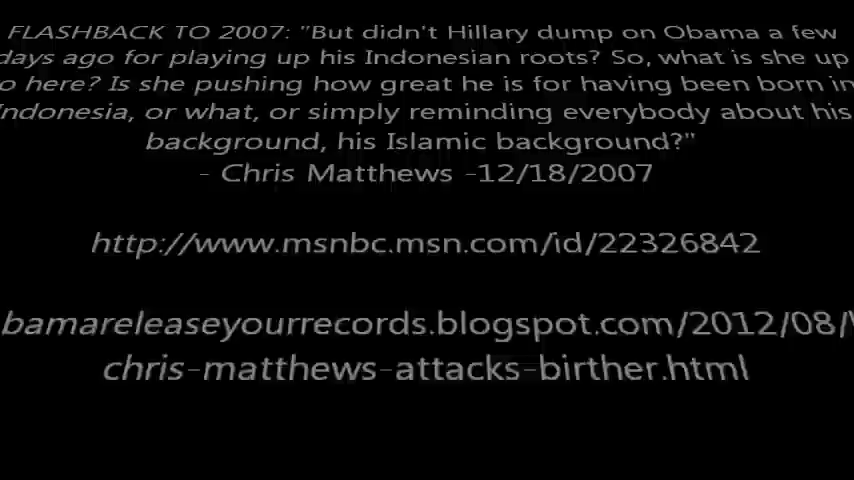 FLASHBACK TO 2007: "But didn't Hillary dump on Obama a few
days ago for playing up his Indonesian roots? So, what is she up
o here? Is she pushing how great he is for having been born in
Indonesia, or what, or simply reminding everybody about his
background, his Islamic background?"
- Chris Matthews -12/18/2007
http://www.msnbc.msn.com/id/22326842
bamareleaseyourrecords.blogspot.com/2012/08/
chris-matthews-attacks-birther.html